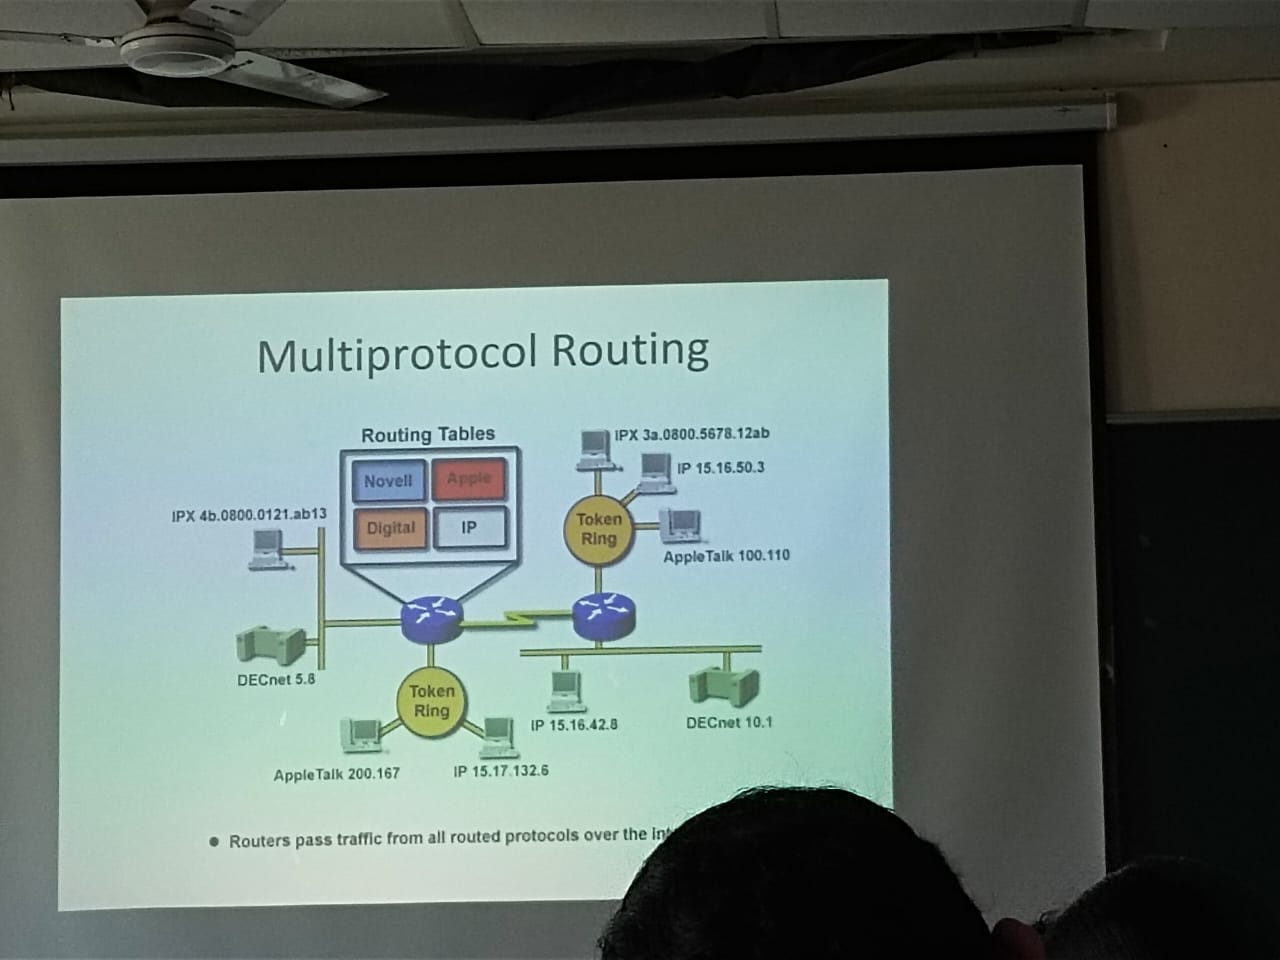 Multiprotocol Routing
Routing Tables
Novell
Apple
Digital
IP
IPX 3a.0800.5678.12ab
IP 15.16.50.3
Token
Ring
AppleTalk 100.110
IPX 4b.0800.0121.ab13
DECnet 5.8
Token
Ring
AppleTalk 200.167
IP 15.17.132.6
IP 15.16.42.8
DECnet 10.1
• Routers pass traffic from all routed protocols over the